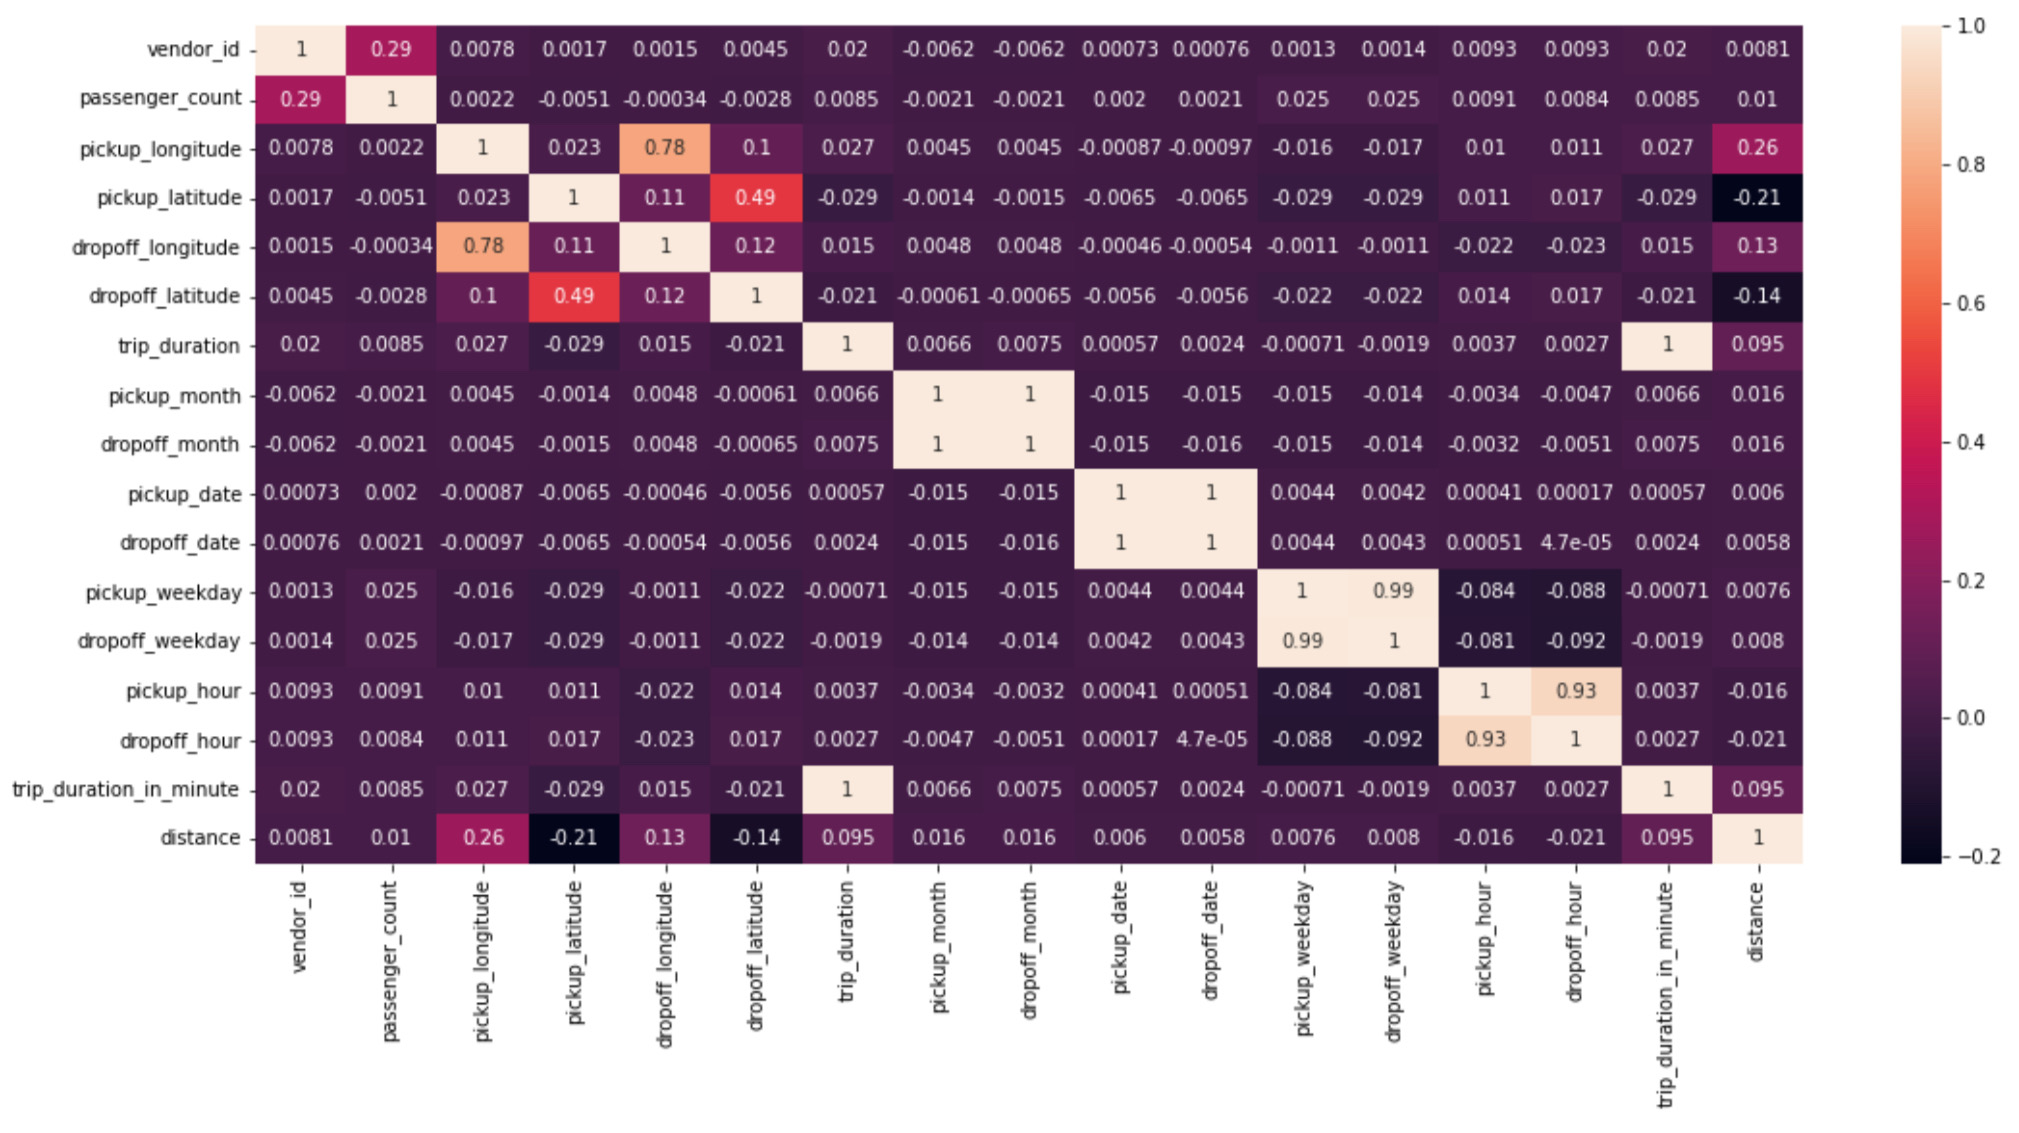 vendor_id 1 0.29 0.0078 0.0017 0.0015 0.0045 0.02 -0.0062 -0.0062 0.00073 0.00076 0.0013 0.0014 0.0093 0.0093 0.02 0.0081
passenger_count 0.29 1 0.0022 -0.0051 -0.00034 -0.0028 0.0085 -0.0021 -0.0021 0.002 0.0021 0.025 0.025 0.0091 0.0084 0.0085 0.01
pickup_longitude 0.0078 0.0022 1 0.023 0.78 0.1 0.027 0.0045 0.0045 -0.00087 -0.00097 -0.016 -0.017 0.01 0.011 0.027 0.26
pickup_latitude 0.0017 -0.0051 0.023 1 0.11 0.49 -0.029 -0.0014 -0.0015 -0.0065 -0.0065 -0.029 -0.029 0.011 0.017 -0.029 -0.21
dropoff_longitude 0.0015 -0.00034 0.78 0.11 1 0.12 0.015 0.0048 0.0048 -0.00046 -0.00054 -0.0011 -0.0011 -0.022 -0.023 0.015 0.13
dropoff_latitude 0.0045 -0.0028 0.1 0.49 0.12 1 -0.021 -0.00061 -0.00065 -0.0056 -0.0056 -0.022 -0.022 0.014 0.017 -0.021 -0.14
trip_duration 0.02 0.0085 0.027 -0.029 0.015 -0.021 1 0.0066 0.0075 0.00057 0.0024 -0.00071 -0.0019 0.0037 0.0027 1 0.095
pickup_month -0.0062 -0.0021 0.0045 -0.0014 0.0048 -0.00061 0.0066 1 1 -0.015 -0.015 -0.015 -0.014 -0.0034 -0.0047 0.0066 0.016
dropoff_month -0.0062 -0.0021 0.0045 -0.0015 0.0048 -0.00065 0.0075 1 1 -0.015 -0.016 -0.015 -0.014 -0.0032 -0.0051 0.0075 0.016
pickup_date 0.00073 0.002 -0.00087 -0.0065 -0.00046 -0.0056 0.00057 -0.015 -0.015 1 1 0.0044 0.0042 0.00041 0.00017 0.00057 0.006
dropoff_date 0.00076 0.0021 -0.00097 -0.0065 -0.00054 -0.0056 0.0024 -0.015 -0.016 1 1 0.0044 0.0043 0.00051 4.7e-05 0.0024 0.0058
pickup_weekday 0.0013 0.025 -0.016 -0.029 -0.0011 -0.022 -0.00071 -0.015 -0.015 0.0044 0.0044 1 0.99 -0.084 -0.088 -0.00071 0.0076
dropoff_weekday 0.0014 0.025 -0.017 -0.029 -0.0011 -0.022 -0.0019 -0.014 -0.014 0.0042 0.0043 0.99 1 -0.081 -0.092 -0.0019 0.008
pickup_hour 0.0093 0.0091 0.01 0.011 -0.022 0.014 0.0037 -0.0034 -0.0032 0.00041 0.00051 -0.084 -0.081 1 0.93 0.0037 -0.016
dropoff_hour 0.0093 0.0084 0.011 0.017 -0.023 0.017 0.0027 -0.0047 -0.0051 0.00017 4.7e-05 -0.088 -0.092 0.93 1 0.0027 -0.021
trip_duration_in_minute 0.02 0.0085 0.027 -0.029 0.015 -0.021 1 0.0066 0.0075 0.00057 0.0024 -0.00071 -0.0019 0.0037 0.0027 1 0.095
distance 0.0081 0.01 0.26 -0.21 0.13 -0.14 0.095 0.016 0.016 0.006 0.0058 0.0076 0.008 -0.016 -0.021 0.095 1
vendor_id
passenger_count
pickup_longitude
pickup_latitude
dropoff_longitude
dropoff_latitude
trip_duration
pickup_month
dropoff_month
pickup_date
dropoff_date
pickup_weekday
dropoff_weekday
pickup_hour
dropoff_hour
trip_duration_in_minute
distance
1.0
0.8
0.6
0.4
0.2
0.0
−0.2